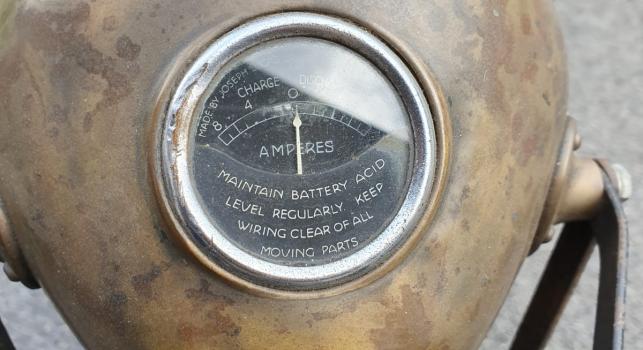 MADE BY JOSEPH
CHARGE
8 4 0
AMPERES
MAINTAIN BATTERY ACID
LEVEL REGULARLY. KEEP
WIRING CLEAR OF ALL
MOVING PARTS